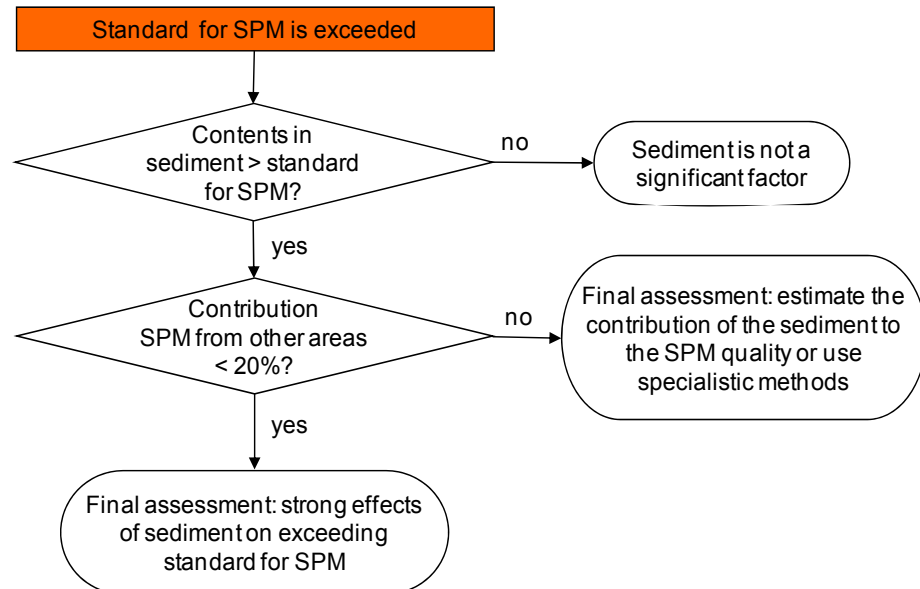 Standard for SPM is exceeded
Contents in
sediment > standard
for SPM?
no
Sediment is not a
significant factor
yes
Contribution
SPM from other areas
< 20%?
no
Final assessment: estimate the
contribution of the sediment to
the SPM quality or use
specialistic methods
yes
Final assessment: strong effects
of sediment on exceeding
standard for SPM